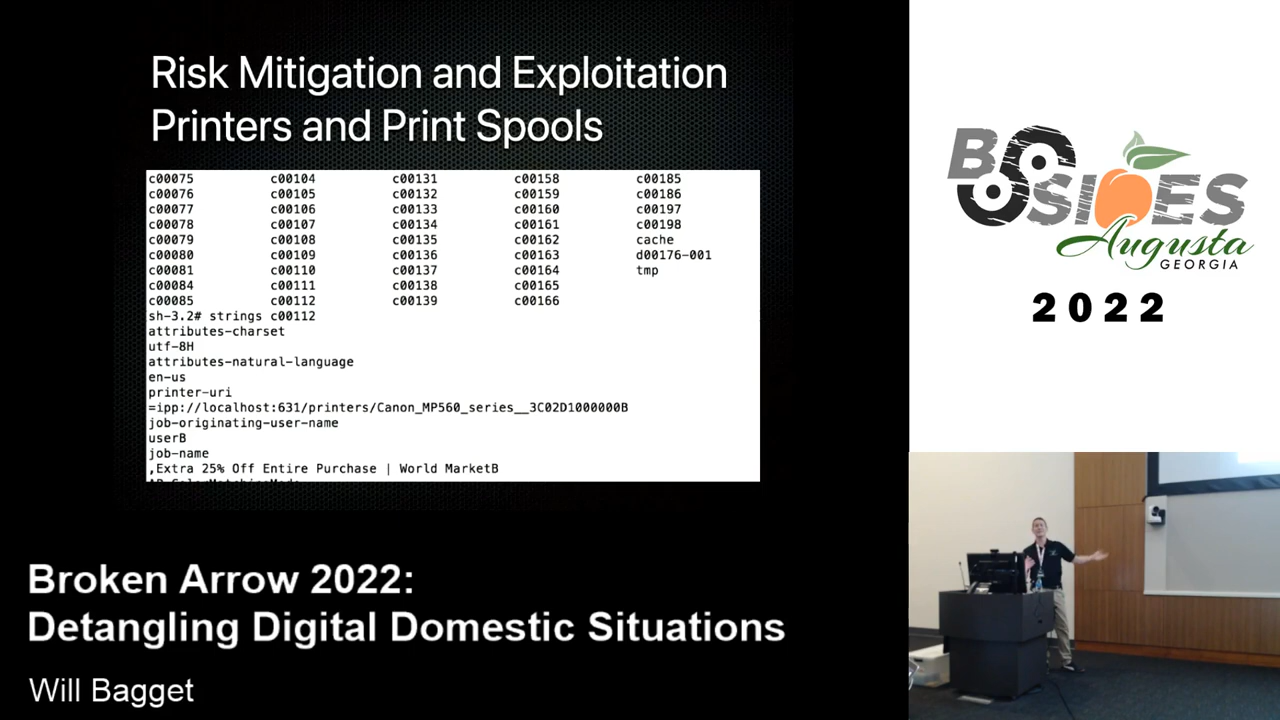 Risk Mitigation and Exploitation
Printers and Print Spools
c00075 c00104 c00131 c00158 c00185
c00076 c00105 c00132 c00159 c00186
c00077 c00106 c00133 c00160 c00197
c00078 c00107 c00134 c00161 c00198
c00079 c00108 c00135 c00162 cache
c00080 c00109 c00136 c00163 d00176-001
c00081 c00110 c00137 c00164 tmp
c00084 c00111 c00138 c00165
c00085 c00112 c00139 c00166
sh-3.2# strings c00112
attributes-charset
utf-8H
attributes-natural-language
en-us
printer-uri
=ipp://localhost:631/printers/Canon_MP560_series__3C02D1000000B
job-originating-user-name
userB
job-name
,Extra 25% Off Entire Purchase | World MarketB
BSIDES
Augusta
GEORGIA
2022
Broken Arrow 2022:
Detangling Digital Domestic Situations
Will Bagget